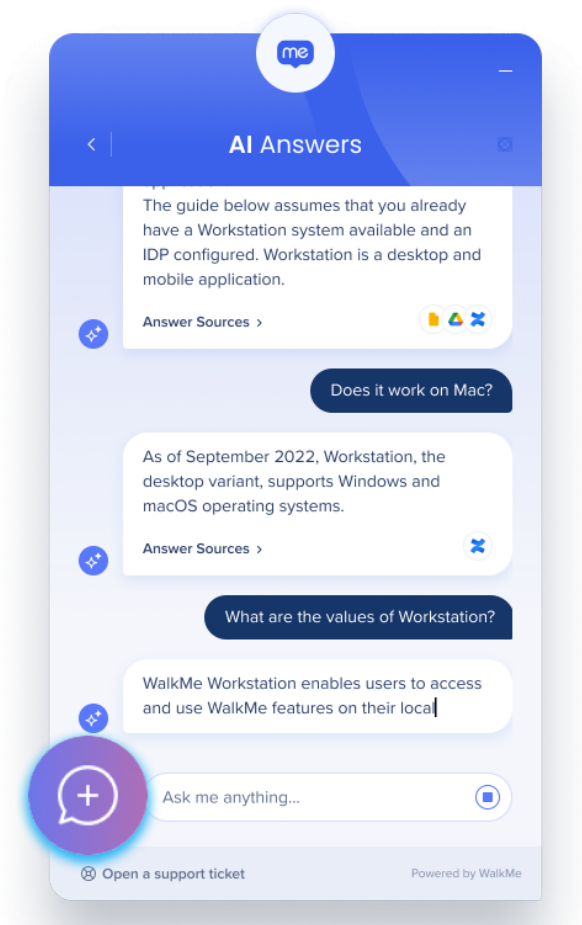 me
AI Answers
The guide below assumes that you already
have a Workstation system available and an
IDP configured. Workstation is a desktop and
mobile application.
Answer Sources >
Does it work on Mac?
As of September 2022, Workstation, the
desktop variant, supports Windows and
macOS operating systems.
Answer Sources >
What are the values of Workstation?
WalkMe Workstation enables users to access
and use WalkMe features on their local
Ask me anything...
Open a support ticket
Powered by WalkMe